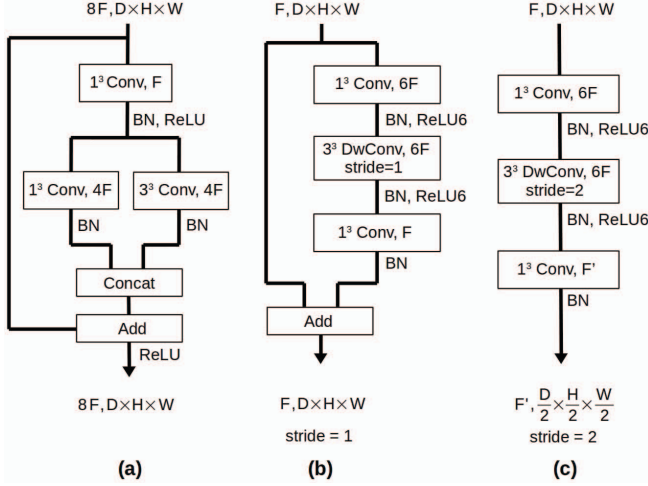 8F, D×H×W
1³ Conv, F
BN, ReLU
1³ Conv, 4F
3³ Conv, 4F
BN
BN
Concat
Add
ReLU
8F, D×H×W
(a)
F, D×H×W
1³ Conv, 6F
BN, ReLU6
3³ DwConv, 6F
stride=1
BN, ReLU6
1³ Conv, F
BN
Add
F, D×H×W
stride = 1
(b)
F, D×H×W
1³ Conv, 6F
BN, ReLU6
3³ DwConv, 6F
stride=2
BN, ReLU6
1³ Conv, F'
BN
F', D/2 × H/2 × W/2
stride = 2
(c)